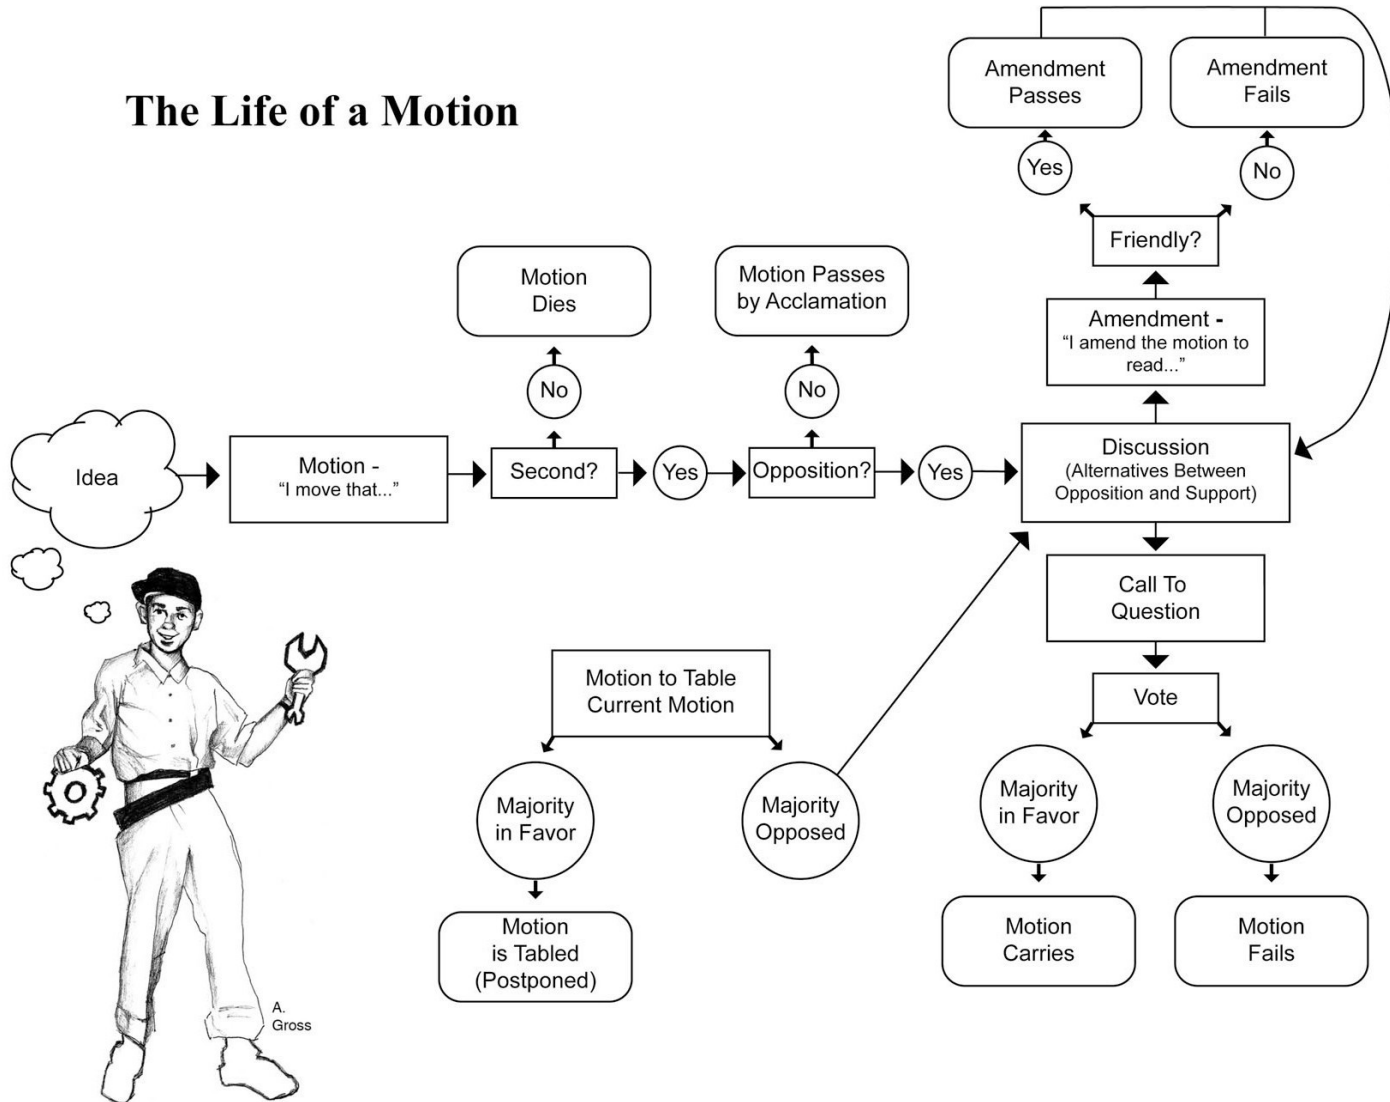 The Life of a Motion
Amendment
Passes
Amendment
Fails
Yes
No
Friendly?
Motion
Dies
Motion Passes
by Acclamation
Amendment -
“I amend the motion to
read...”
No
No
Idea
Motion -
“I move that...”
Second?
Yes
Opposition?
Yes
Discussion
(Alternatives Between
Opposition and Support)
Call To
Question
Motion to Table
Current Motion
Vote
Majority
in Favor
Majority
Opposed
Majority
in Favor
Majority
Opposed
Motion
is Tabled
(Postponed)
Motion
Carries
Motion
Fails
A.
Gross